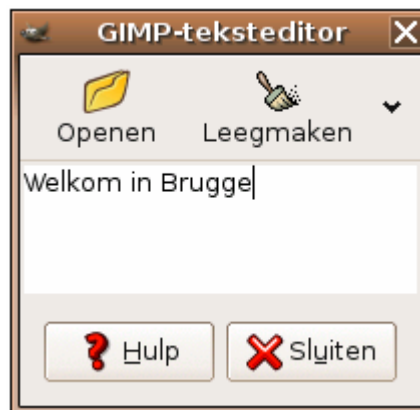 GIMP-teksteditor
Openen Leegmaken
Welkom in Brugge
Hulp Sluiten